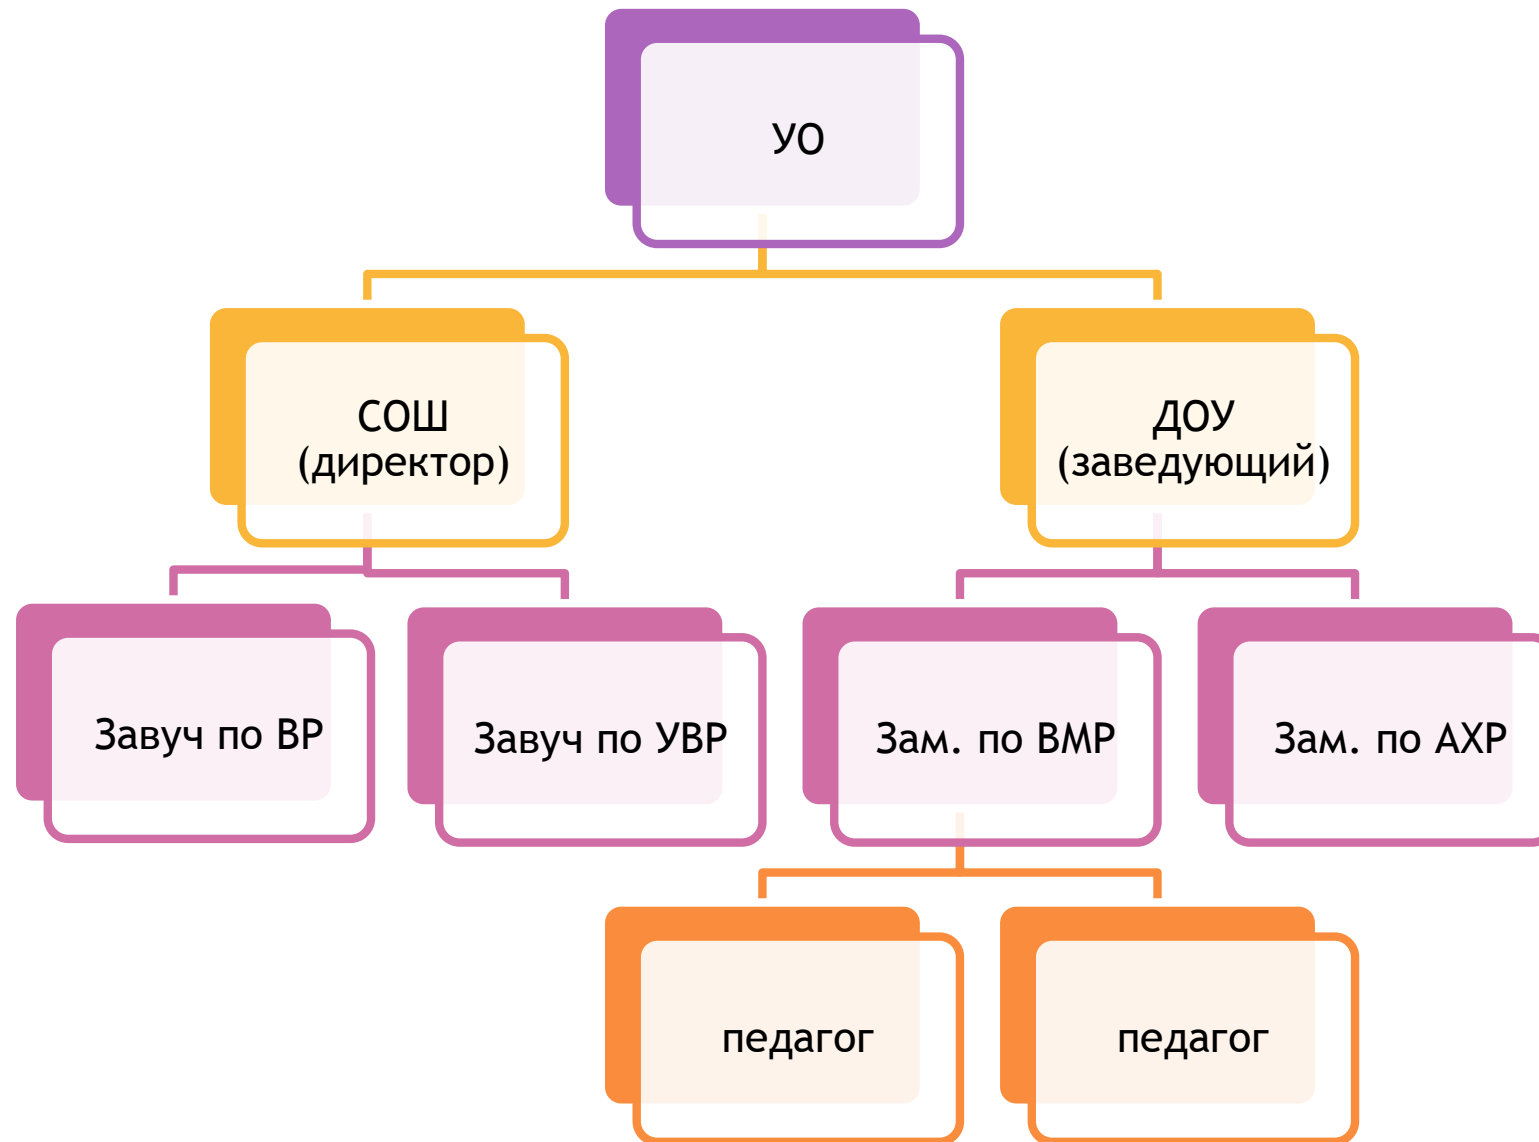 УО
СОШ
(директор)
ДОУ
(заведующий)
Завуч по ВР
Завуч по УВР
Зам. по ВМР
Зам. по АХР
педагог
педагог